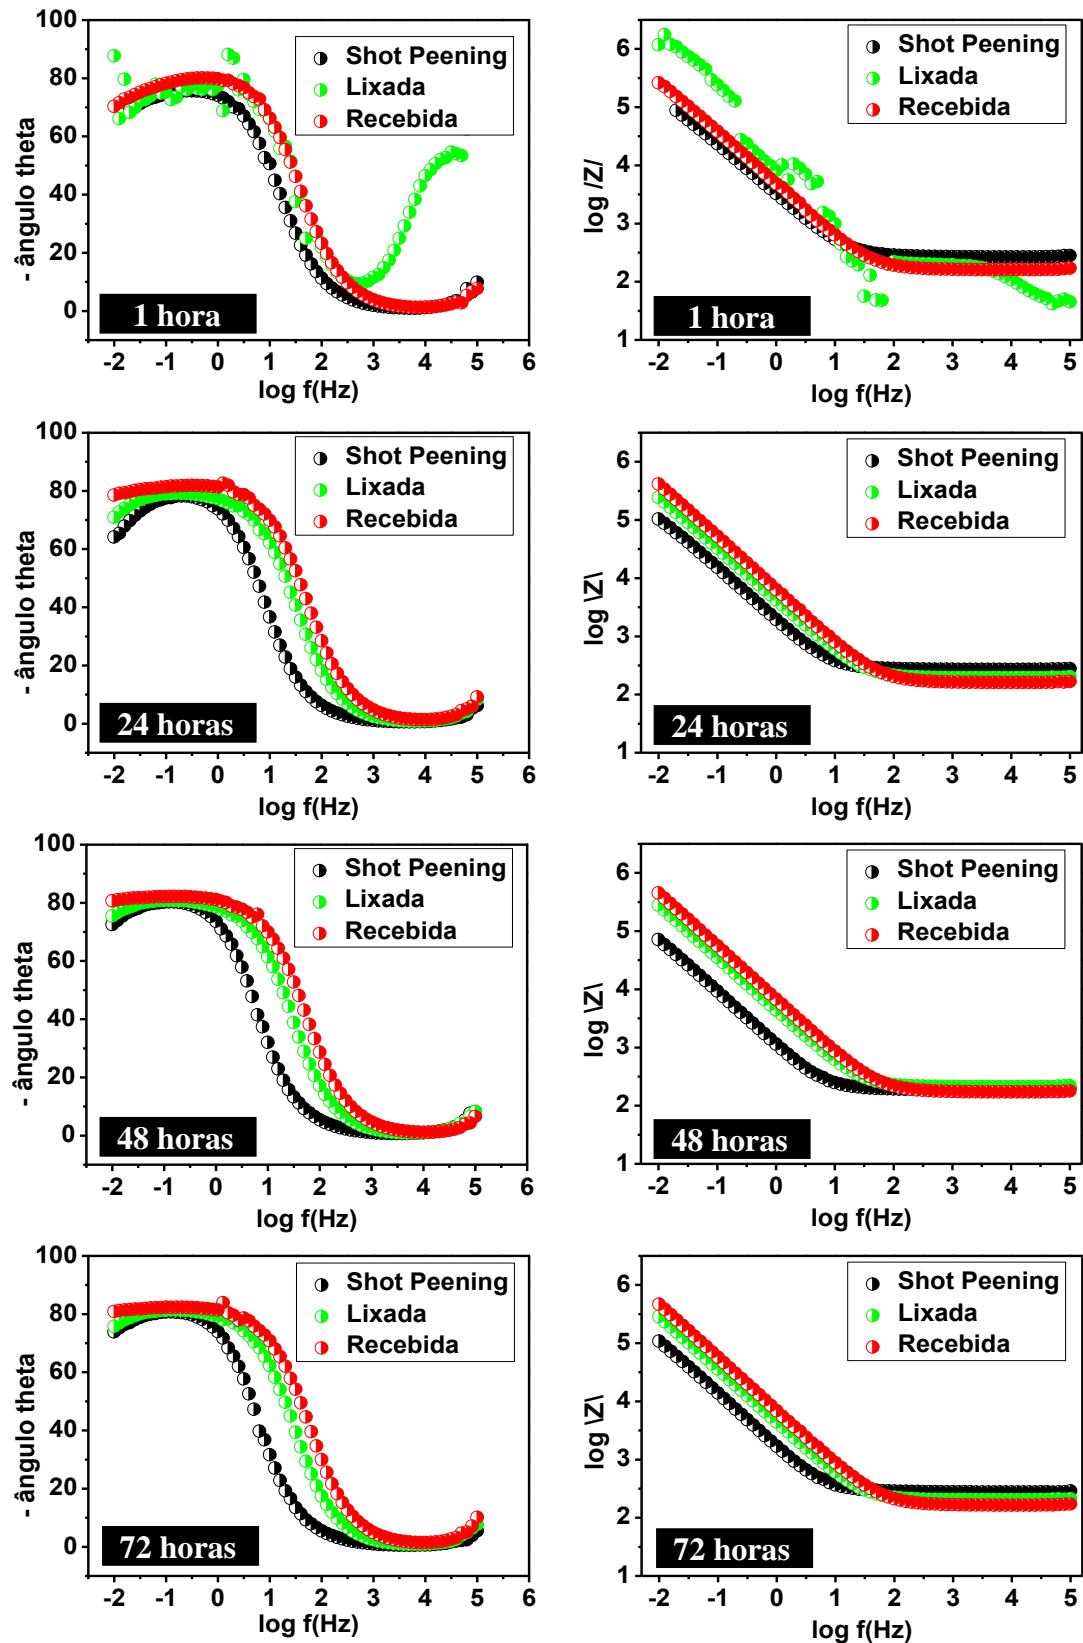 100
80
60
40
20
0
- ângulo theta
Shot Peening
Lixada
Recebida
1 hora
-2 -1 0 1 2 3 4 5 6
log f(Hz)
6
5
4
3
2
1
log /Z/
Shot Peening
Lixada
Recebida
1 hora
-2 -1 0 1 2 3 4 5
log f(Hz)
100
80
60
40
20
0
- ângulo theta
Shot Peening
Lixada
Recebida
24 horas
-2 -1 0 1 2 3 4 5 6
log f(Hz)
6
5
4
3
2
1
log \Z\
Shot Peening
Lixada
Recebida
24 horas
-2 -1 0 1 2 3 4 5
log f(Hz)
100
80
60
40
20
0
- ângulo theta
Shot Peening
Lixada
Recebida
48 horas
-2 -1 0 1 2 3 4 5 6
log f(Hz)
6
5
4
3
2
1
log \Z\
Shot Peening
Lixada
Recebida
48 horas
-2 -1 0 1 2 3 4 5
log f(Hz)
100
80
60
40
20
0
- ângulo theta
Shot Peening
Lixada
Recebida
72 horas
-2 -1 0 1 2 3 4 5 6
log f(Hz)
6
5
4
3
2
1
log \Z\
Shot Peening
Lixada
Recebida
72 horas
-2 -1 0 1 2 3 4 5
log f(Hz)